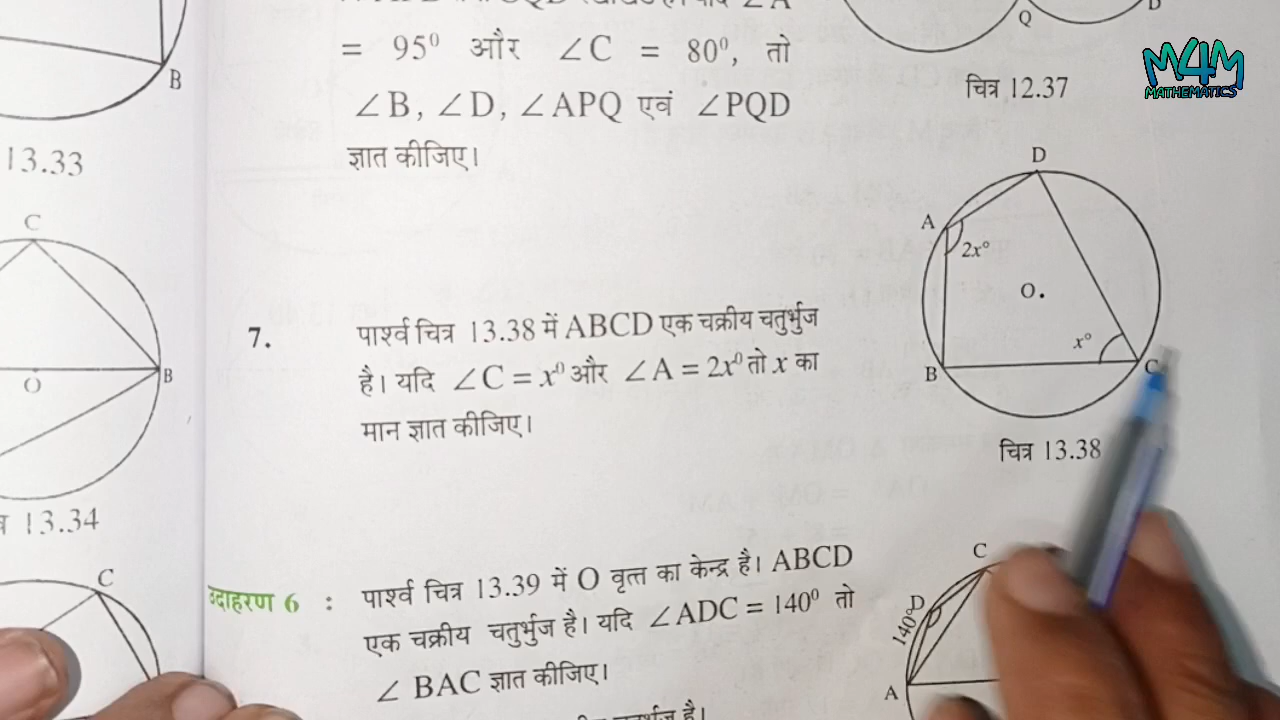 = 95⁰ और ∠C = 80⁰, तो
∠B, ∠D, ∠APQ एवं ∠PQD
ज्ञात कीजिए।
Q
चित्र 12.37
M4M
MATHEMATICS
B
13.33
C
O
B
13.34
C
7. पार्श्व चित्र 13.38 में ABCD एक चक्रीय चतुर्भुज
है। यदि ∠C = x⁰ और ∠A = 2x⁰ तो x का
मान ज्ञात कीजिए।
D
A
2x°
O.
x°
B
C
चित्र 13.38
उदाहरण 6 : पार्श्व चित्र 13.39 में O वृत्त का केन्द्र है। ABCD
एक चक्रीय चतुर्भुज है। यदि ∠ADC = 140⁰ तो
∠ BAC ज्ञात कीजिए।
C
D
140°
A